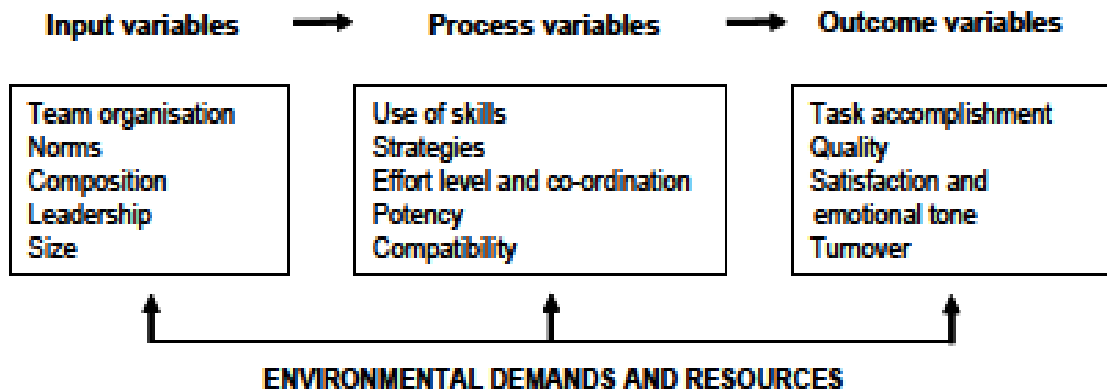 Input variables
Process variables
Outcome variables
Team organisation
Norms
Composition
Leadership
Size
Use of skills
Strategies
Effort level and co-ordination
Potency
Compatibility
Task accomplishment
Quality
Satisfaction and
emotional tone
Turnover
ENVIRONMENTAL DEMANDS AND RESOURCES